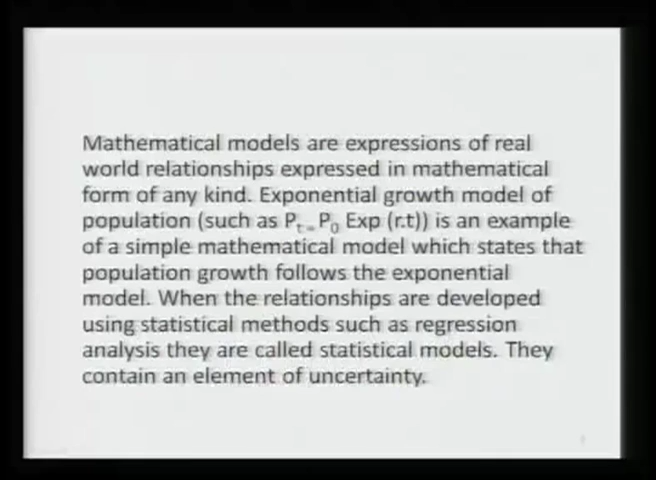 Mathematical models are expressions of real
world relationships expressed in mathematical
form of any kind. Exponential growth model of
population (such as Pₜ₌ P₀ Exp (r.t)) is an example
of a simple mathematical model which states that
population growth follows the exponential
model. When the relationships are developed
using statistical methods such as regression
analysis they are called statistical models. They
contain an element of uncertainty.